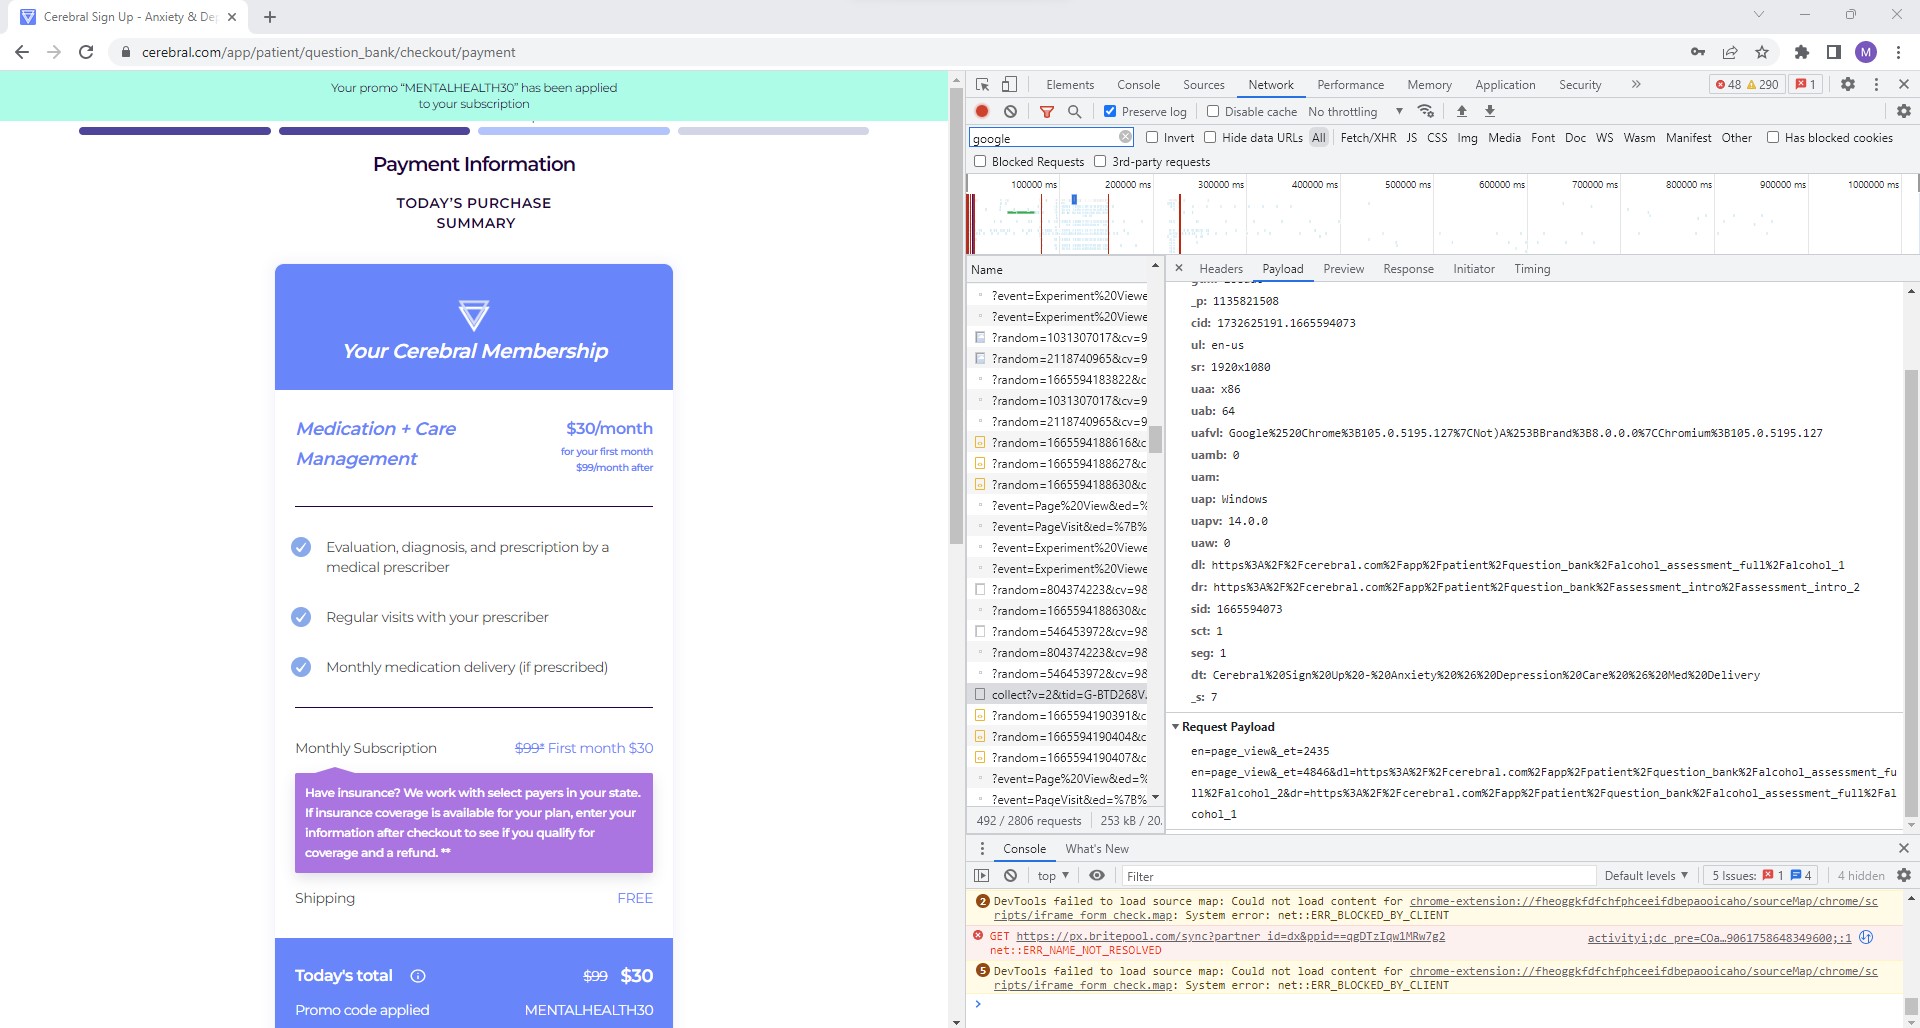 Cerebral Sign Up - Anxiety & De
cerebral.com/app/patient/question_bank/checkout/payment
M
Your promo “MENTALHEALTH30” has been applied
to your subscription
Payment Information
TODAY’S PURCHASE
SUMMARY
Your Cerebral Membership
Medication + Care
Management
$30/month
for your first month
$99/month after
Evaluation, diagnosis, and prescription by a
medical prescriber
Regular visits with your prescriber
Monthly medication delivery (if prescribed)
Monthly Subscription $99* First month $30
Have insurance? We work with select payers in your state.
If insurance coverage is available for your plan, enter your
information after checkout to see if you qualify for
coverage and a refund. **
Shipping FREE
Today's total $99 $30
Promo code applied MENTALHEALTH30
Elements Console Sources Network Performance Memory Application Security » 48 290 1
Preserve log Disable cache No throttling
google Invert Hide data URLs All Fetch/XHR JS CSS Img Media Font Doc WS Wasm Manifest Other Has blocked cookies
Blocked Requests 3rd-party requests
100000 ms 200000 ms 300000 ms 400000 ms 500000 ms 600000 ms 700000 ms 800000 ms 900000 ms 1000000 ms
Name
?event=Experiment%20Viewe
?event=Experiment%20Viewe
?random=1031307017&cv=9
?random=2118740965&cv=9
?random=1665594183822&c
?random=1031307017&cv=9
?random=2118740965&cv=9
?random=1665594188616&c
?random=1665594188627&c
?random=1665594188630&c
?event=Page%20View&ed=%
?event=PageVisit&ed=%7B%
?event=Experiment%20Viewe
?event=Experiment%20Viewe
?random=804374223&cv=9&
?random=1665594188630&c
?random=546453972&cv=9&
?random=804374223&cv=9&
?random=546453972&cv=9&
collect?v=2&tid=G-BTD268V.
?random=1665594190391&c
?random=1665594190404&c
?random=1665594190407&c
?event=Page%20View&ed=%
?event=PageVisit&ed=%7B%
492 / 2806 requests 253 kB / 20.
Headers Payload Preview Response Initiator Timing
_p: 1135821508
cid: 1732625191.1665594073
ul: en-us
sr: 1920x1080
uaa: x86
uab: 64
uafvl: Google%2520Chrome%3B105.0.5195.127%7CNot)A%253BBrand%3B8.0.0.0%7CChromium%3B105.0.5195.127
uamb: 0
uam:
uap: Windows
uapv: 14.0.0
uaw: 0
dl: https%3A%2F%2Fcerebral.com%2Fapp%2Fpatient%2Fquestion_bank%2Falcohol_assessment_full%2Falcohol_1
dr: https%3A%2F%2Fcerebral.com%2Fapp%2Fpatient%2Fquestion_bank%2Fassessment_intro%2Fassessment_intro_2
sid: 1665594073
sct: 1
seg: 1
dt: Cerebral%20Sign%20Up%20-%20Anxiety%20%26%20Depression%20Care%20%26%20Med%20Delivery
_s: 7
Request Payload
en=page_view&_et=2435
en=page_view&_et=4846&dl=https%3A%2F%2Fcerebral.com%2Fapp%2Fpatient%2Fquestion_bank%2Falcohol_assessment_fu
ll%2Falcohol_2&dr=https%3A%2F%2Fcerebral.com%2Fapp%2Fpatient%2Fquestion_bank%2Falcohol_assessment_full%2Fal
cohol_1
Console What's New
top Filter Default levels 5 Issues: 1 4 4 hidden
2 DevTools failed to load source map: Could not load content for chrome-extension://fheoggkfdfchfphceeifdbepaooicaho/sourceMap/chrome/sc
ripts/iframe_form_check.map: System error: net::ERR_BLOCKED_BY_CLIENT
GET https://px.britepool.com/sync?partner_id=dx&ppid==qgDTzIqw1MRw7g2 activityi;dc_pre=COa…9061758648349600;:1
net::ERR_NAME_NOT_RESOLVED
5 DevTools failed to load source map: Could not load content for chrome-extension://fheoggkfdfchfphceeifdbepaooicaho/sourceMap/chrome/sc
ripts/iframe_form_check.map: System error: net::ERR_BLOCKED_BY_CLIENT